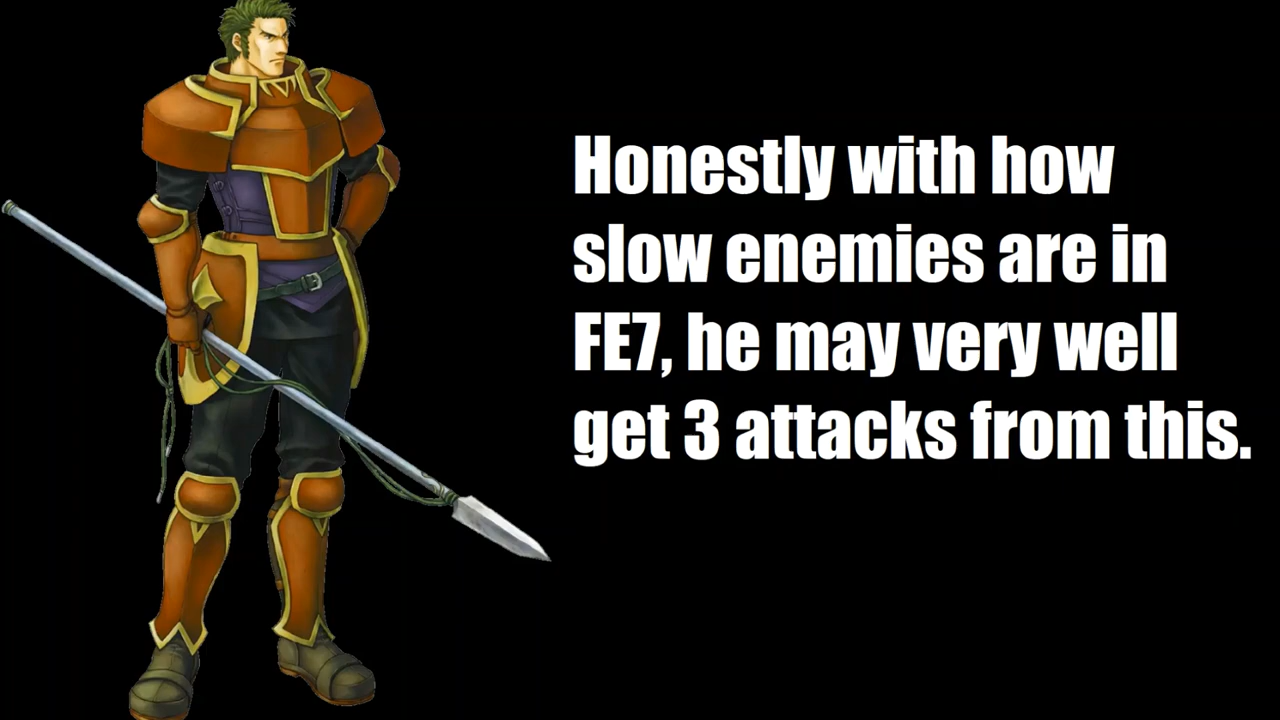 Honestly with how
slow enemies are in
FE7, he may very well
get 3 attacks from this.